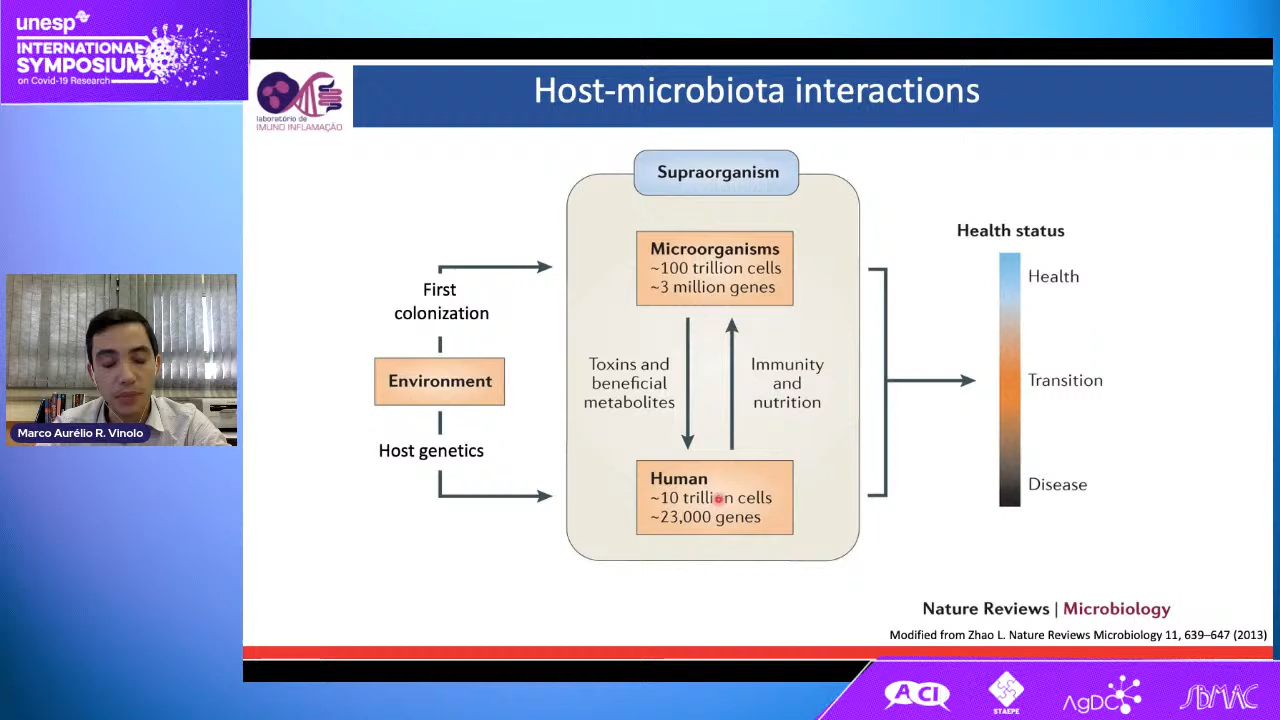 unesp
INTERNATIONAL
SYMPOSIUM
on Covid-19 Research
laboratório de
IMUNO INFLAMAÇÃO
Host-microbiota interactions
Supraorganism
Microorganisms
~100 trillion cells
~3 million genes
First
colonization
Environment
Host genetics
Toxins and
beneficial
metabolites
Immunity
and
nutrition
Human
~10 trillion cells
~23,000 genes
Health status
Health
Transition
Disease
Marco Aurélio R. Vinolo
Nature Reviews | Microbiology
Modified from Zhao L. Nature Reviews Microbiology 11, 639–647 (2013)
ACI
STAEPE
AgDC
SBMAC